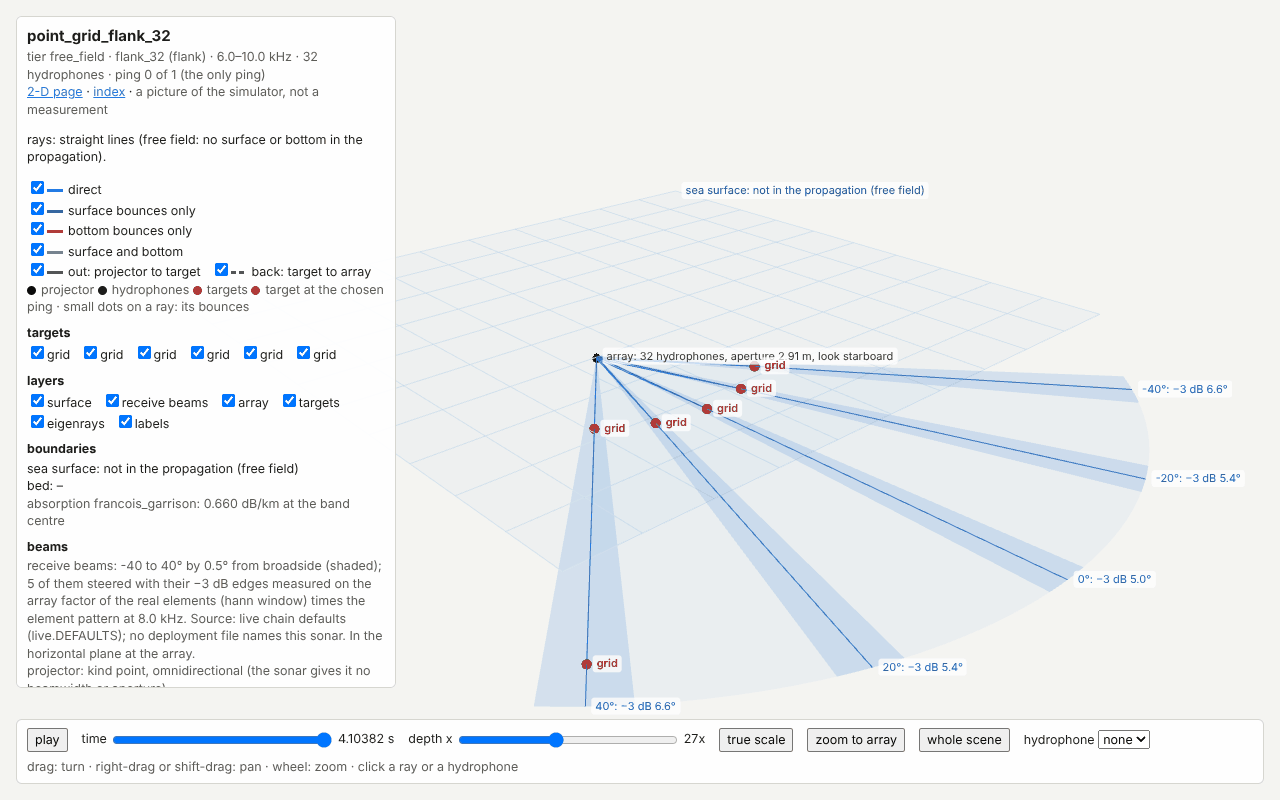 point_grid_flank_32
tier free_field · flank_32 (flank) · 6.0–10.0 kHz · 32
hydrophones · ping 0 of 1 (the only ping)
2-D page · index · a picture of the simulator, not a
measurement
rays: straight lines (free field: no surface or bottom in the
propagation).
direct
surface bounces only
bottom bounces only
surface and bottom
out: projector to target back: target to array
projector hydrophones targets target at the chosen
ping · small dots on a ray: its bounces
targets
grid grid grid grid grid grid
layers
surface receive beams array targets
eigenrays labels
boundaries
sea surface: not in the propagation (free field)
bed: –
absorption francois_garrison: 0.660 dB/km at the band
centre
beams
receive beams: -40 to 40° by 0.5° from broadside (shaded);
5 of them steered with their −3 dB edges measured on the
array factor of the real elements (hann window) times the
element pattern at 8.0 kHz. Source: live chain defaults
(live.DEFAULTS); no deployment file names this sonar. In the
horizontal plane at the array.
projector: kind point, omnidirectional (the sonar gives it no
sea surface: not in the propagation (free field)
array: 32 hydrophones, aperture 2.91 m, look starboard
grid
grid
grid
grid
grid
grid
-40°: −3 dB 6.6°
-20°: −3 dB 5.4°
0°: −3 dB 5.0°
20°: −3 dB 5.4°
40°: −3 dB 6.6°
play time 4.10382 s depth x 27x true scale zoom to array whole scene hydrophone none
drag: turn · right-drag or shift-drag: pan · wheel: zoom · click a ray or a hydrophone